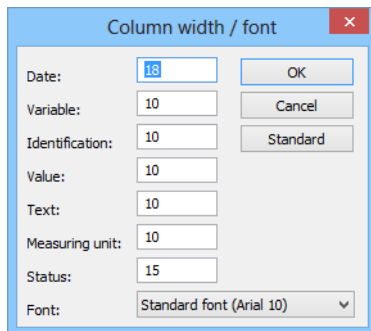 Column width / font
Date: 18 OK
Variable: 10 Cancel
Identification: 10 Standard
Value: 10
Text: 10
Measuring unit: 10
Status: 15
Font: Standard font (Arial 10)